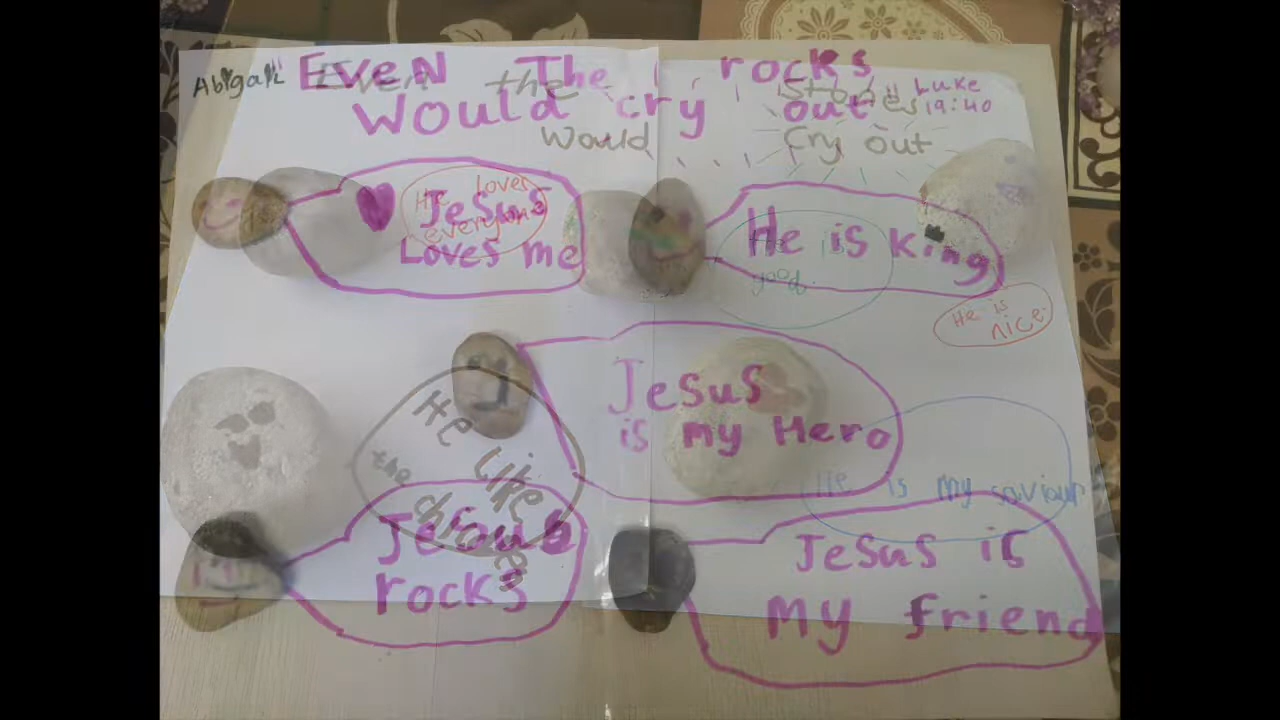 Abigail
EVEN The rocks
Would cry out
Luke
19:40
Even the stones
Would Cry out
Jesus
Loves me
He loves
everyone
He is king
He is
good.
He is
nice.
Jesus
is my Hero
He like
the
He is my saviour
Jesus
rocks
Jesus is
My friend